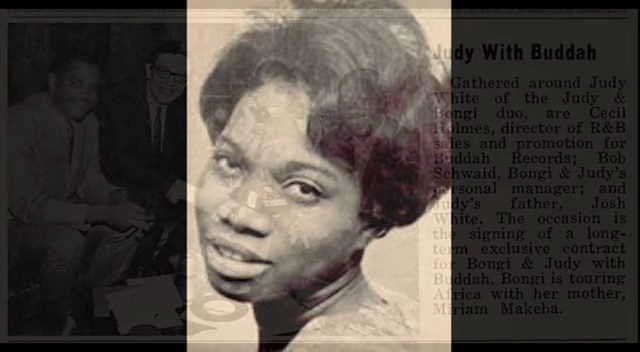 Judy With Buddah
Gathered around Judy
White of the Judy &
Bongi duo, are Cecil
Holmes, director of R&B
sales and promotion for
Buddah Records; Bob
Schwaid, Bongi & Judy's
personal manager; and
Judy's father, Josh
White. The occasion is
the signing of a long-
term exclusive contract
for Bongi & Judy with
Buddah. Bongi is touring
Africa with her mother,
Miriam Makeba.